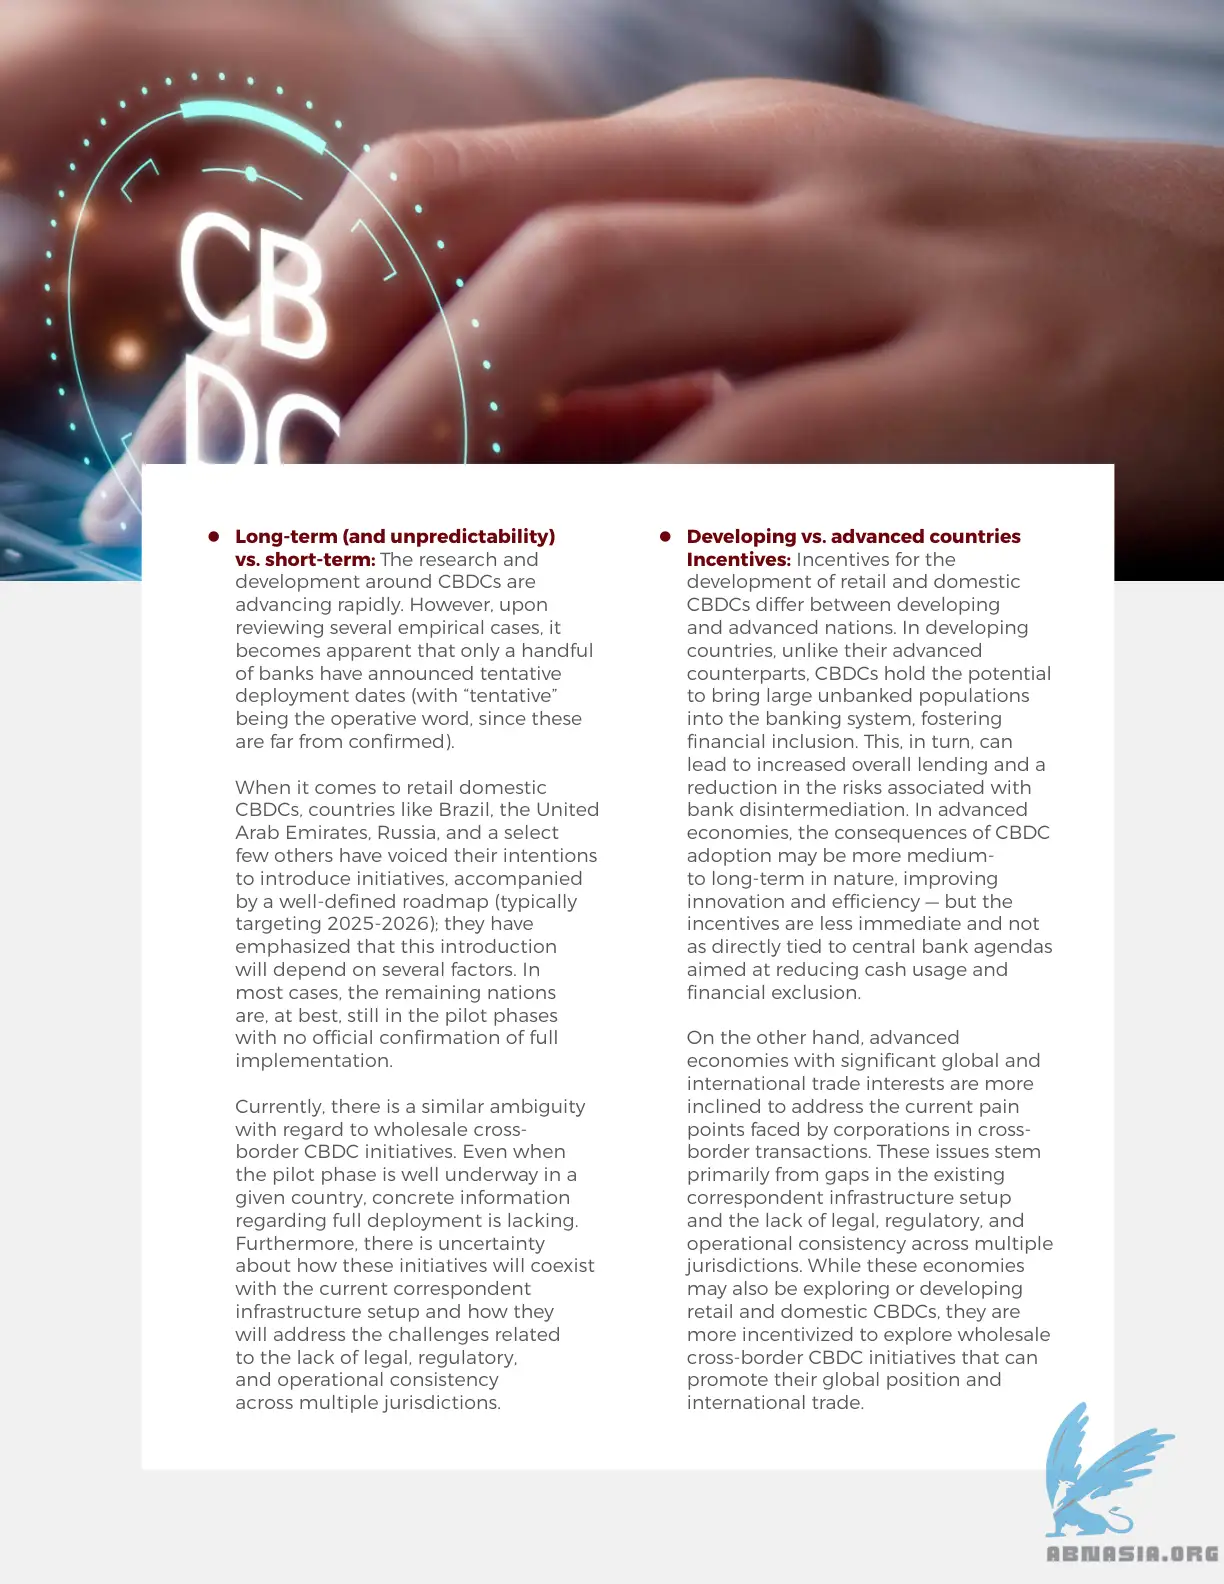 CB
DC
● Long-term (and unpredictability)
vs. short-term: The research and
development around CBDCs are
advancing rapidly. However, upon
reviewing several empirical cases, it
becomes apparent that only a handful
of banks have announced tentative
deployment dates (with “tentative”
being the operative word, since these
are far from confirmed).
When it comes to retail domestic
CBDCs, countries like Brazil, the United
Arab Emirates, Russia, and a select
few others have voiced their intentions
to introduce initiatives, accompanied
by a well-defined roadmap (typically
targeting 2025-2026); they have
emphasized that this introduction
will depend on several factors. In
most cases, the remaining nations
are, at best, still in the pilot phases
with no official confirmation of full
implementation.
Currently, there is a similar ambiguity
with regard to wholesale cross-
border CBDC initiatives. Even when
the pilot phase is well underway in a
given country, concrete information
regarding full deployment is lacking.
Furthermore, there is uncertainty
about how these initiatives will coexist
with the current correspondent
infrastructure setup and how they
will address the challenges related
to the lack of legal, regulatory,
and operational consistency
across multiple jurisdictions.
● Developing vs. advanced countries
Incentives: Incentives for the
development of retail and domestic
CBDCs differ between developing
and advanced nations. In developing
countries, unlike their advanced
counterparts, CBDCs hold the potential
to bring large unbanked populations
into the banking system, fostering
financial inclusion. This, in turn, can
lead to increased overall lending and a
reduction in the risks associated with
bank disintermediation. In advanced
economies, the consequences of CBDC
adoption may be more medium-
to long-term in nature, improving
innovation and efficiency — but the
incentives are less immediate and not
as directly tied to central bank agendas
aimed at reducing cash usage and
financial exclusion.
On the other hand, advanced
economies with significant global and
international trade interests are more
inclined to address the current pain
points faced by corporations in cross-
border transactions. These issues stem
primarily from gaps in the existing
correspondent infrastructure setup
and the lack of legal, regulatory, and
operational consistency across multiple
jurisdictions. While these economies
may also be exploring or developing
retail and domestic CBDCs, they are
more incentivized to explore wholesale
cross-border CBDC initiatives that can
promote their global position and
international trade.
ABNASIA.ORG